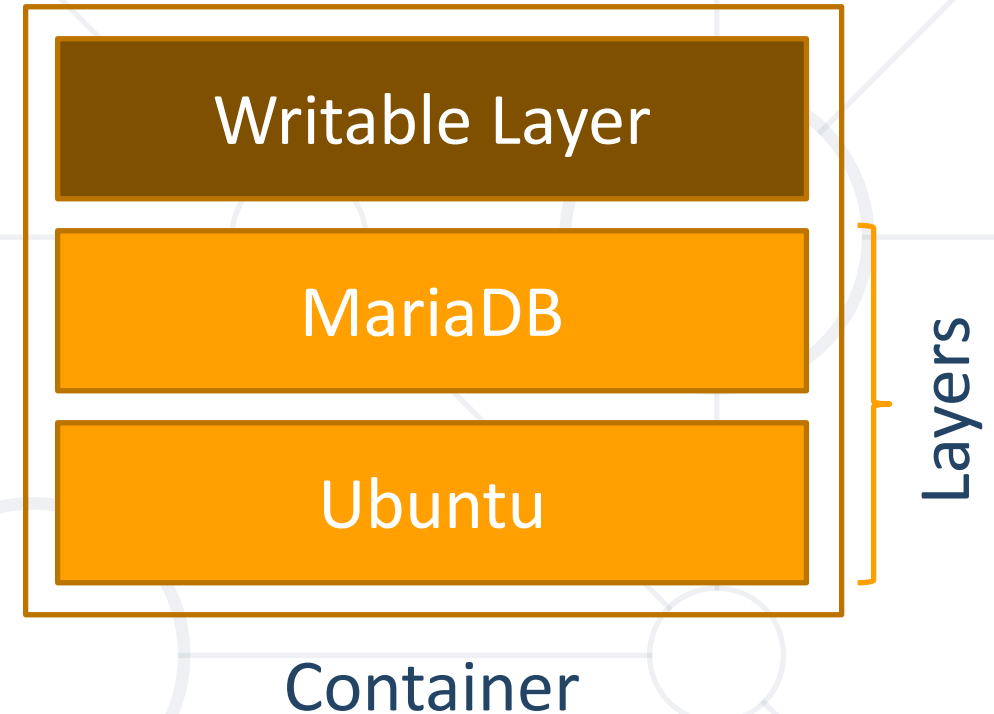 Writable Layer
MariaDB
Ubuntu
Layers
Container